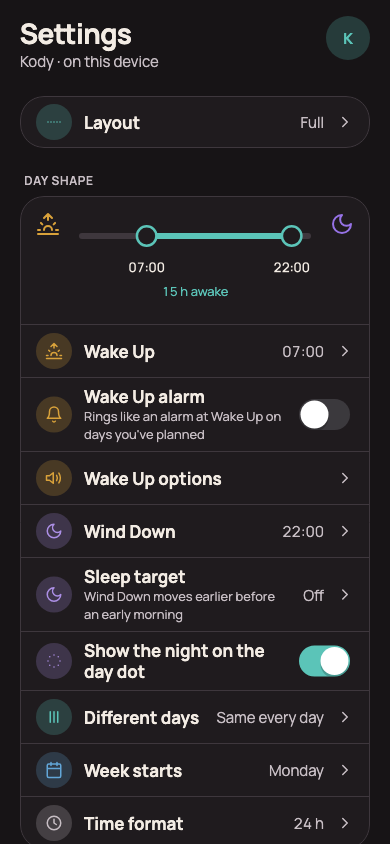 Settings
Kody · on this device
K
Layout
Full
DAY SHAPE
07:00
22:00
15 h awake
Wake Up
07:00
Wake Up alarm
Rings like an alarm at Wake Up on
days you've planned
Wake Up options
Wind Down
22:00
Sleep target
Wind Down moves earlier before
an early morning
Off
Show the night on the
day dot
Different days
Same every day
Week starts
Monday
Time format
24 h